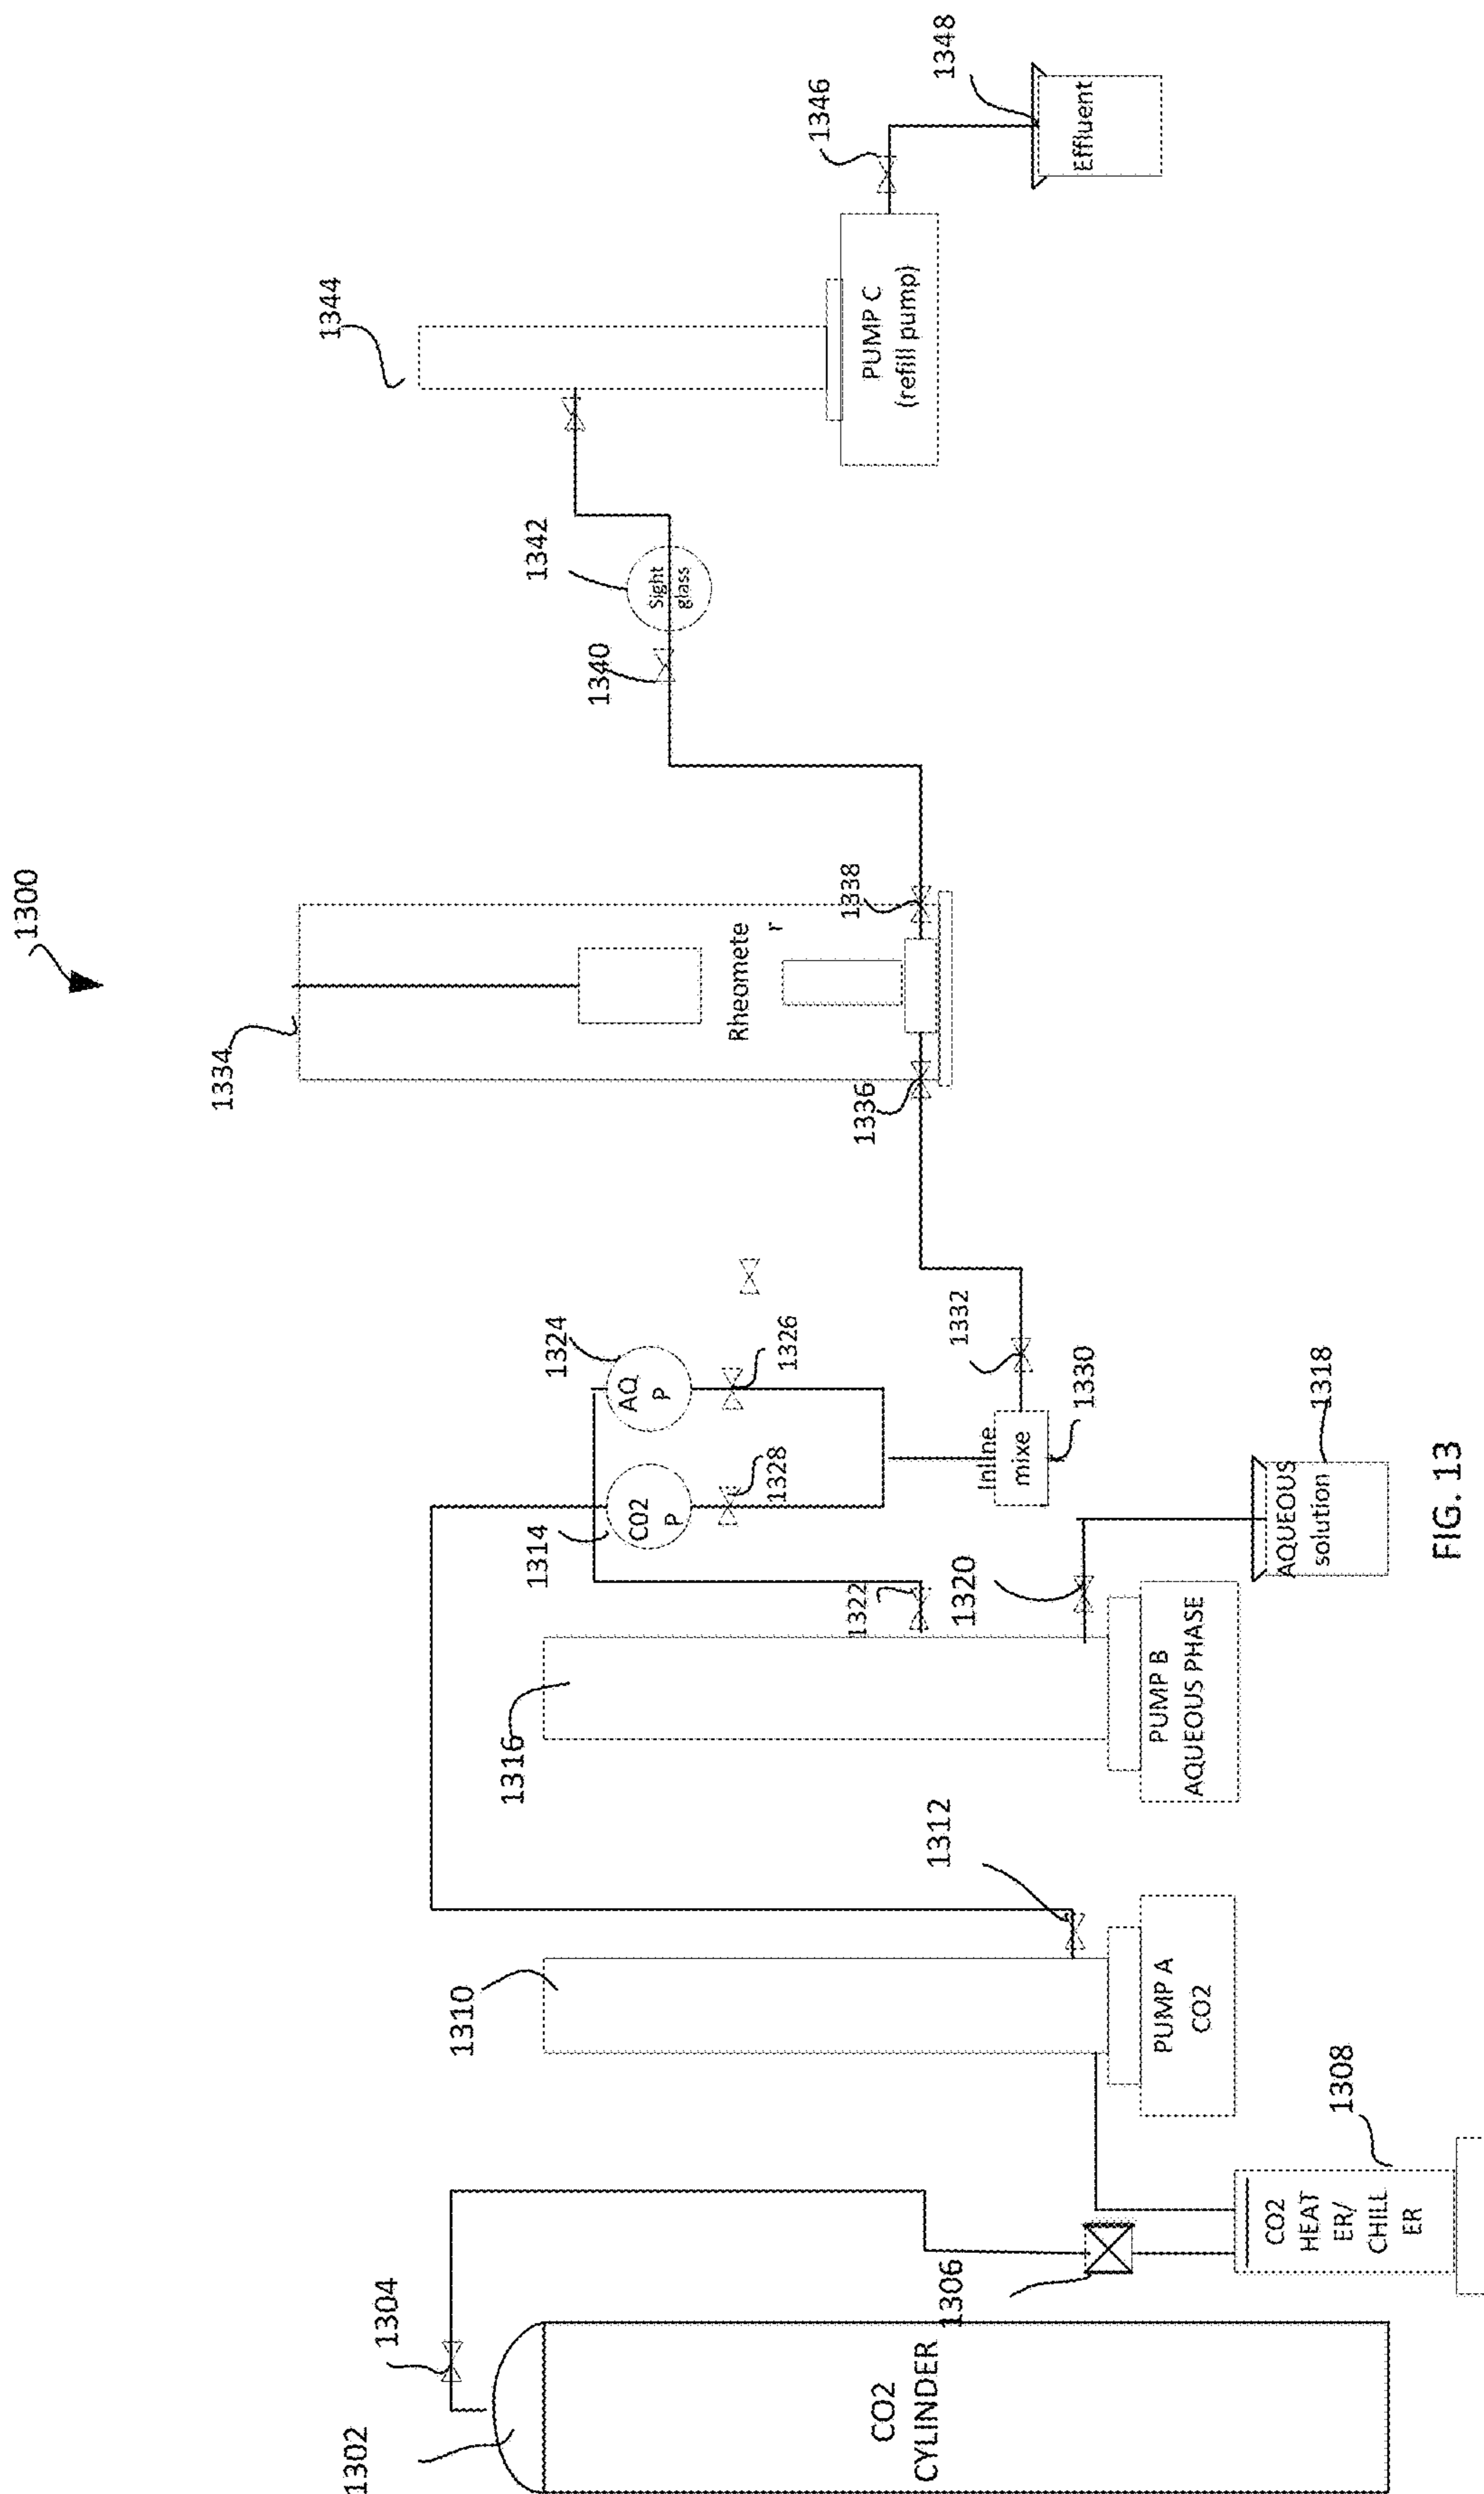 1300
1302
CO2
CYLINDER
1304
1306
CO2
HEAT
ER/
CHILL
ER
1308
1310
PUMP A
CO2
1312
1314
CO2
P
1316
PUMP B
AQUEOUS PHASE
AQUEOUS
solution
1318
1320
1322
AQ
P
1324
1326
1328
Inline
mixe
1330
1332
1334
Rheomete
r
1336
1338
1340
Sight
glass
1342
1344
PUMP C
(refill pump)
1346
Effluent
1348
FIG. 13